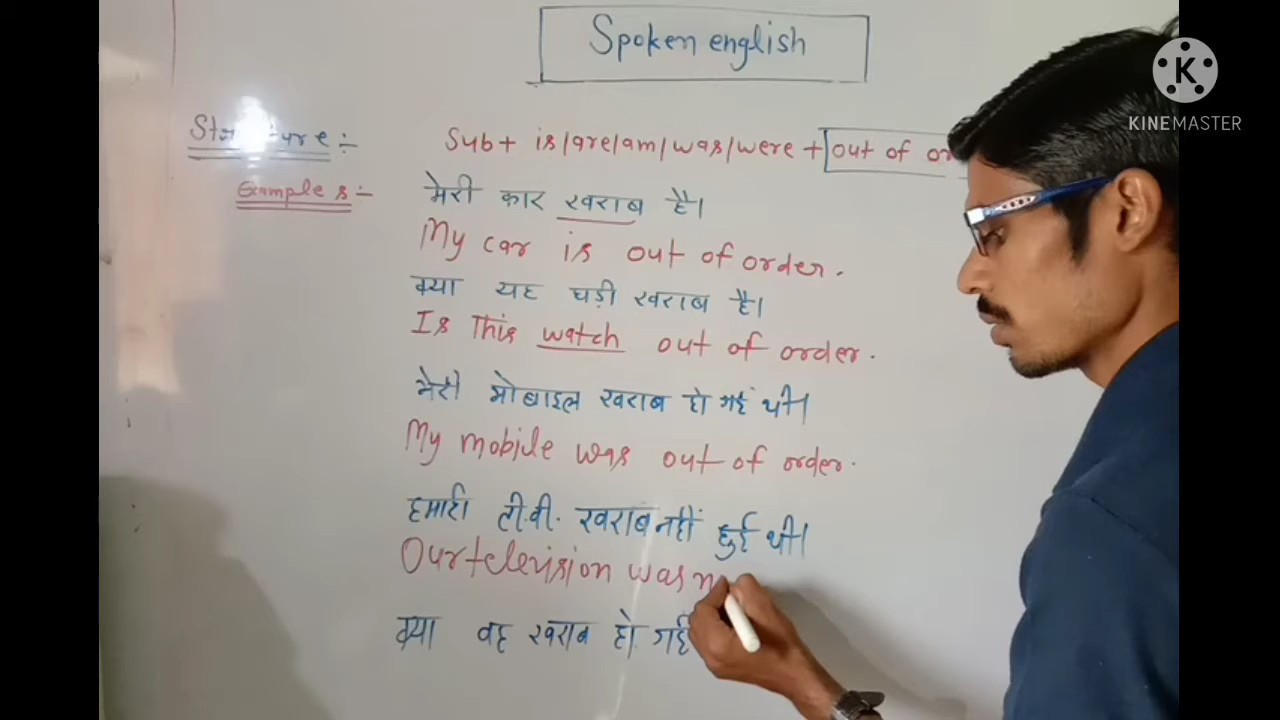 Spoken english
KINEMASTER
Structure :-
Sub + is/are/am/was/were + out of or
Example s :-
मेरी कार खराब है।
My car is out of order.
क्या यह घड़ी खराब है।
Is This watch out of order.
मेरी मोबाइल खराब हो गई थी।
My mobile was out of order.
हमारी टी.वी. खराब नहीं हुई थी।
Our television was n
क्या वह खराब हो गई